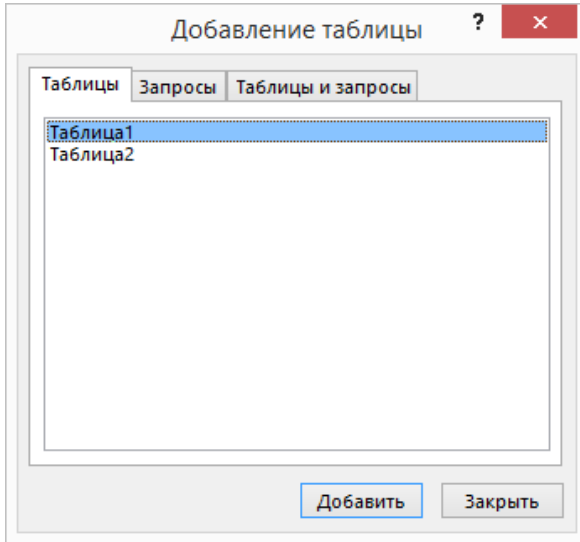 Добавление таблицы ? ×
Таблицы Запросы Таблицы и запросы
Таблица1
Таблица2
Добавить Закрыть